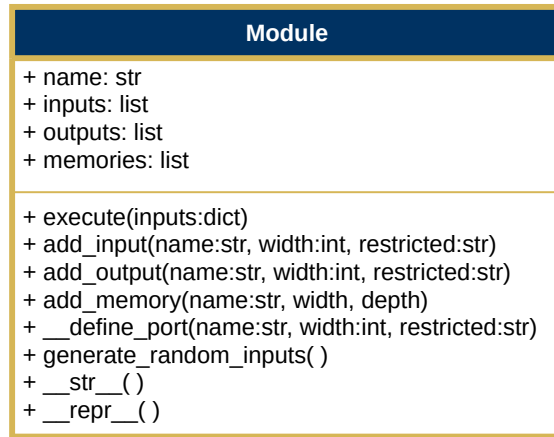 Module
+ name: str
+ inputs: list
+ outputs: list
+ memories: list
+ execute(inputs:dict)
+ add_input(name:str, width:int, restricted:str)
+ add_output(name:str, width:int, restricted:str)
+ add_memory(name:str, width, depth)
+ __define_port(name:str, width:int, restricted:str)
+ generate_random_inputs( )
+ __str__( )
+ __repr__( )